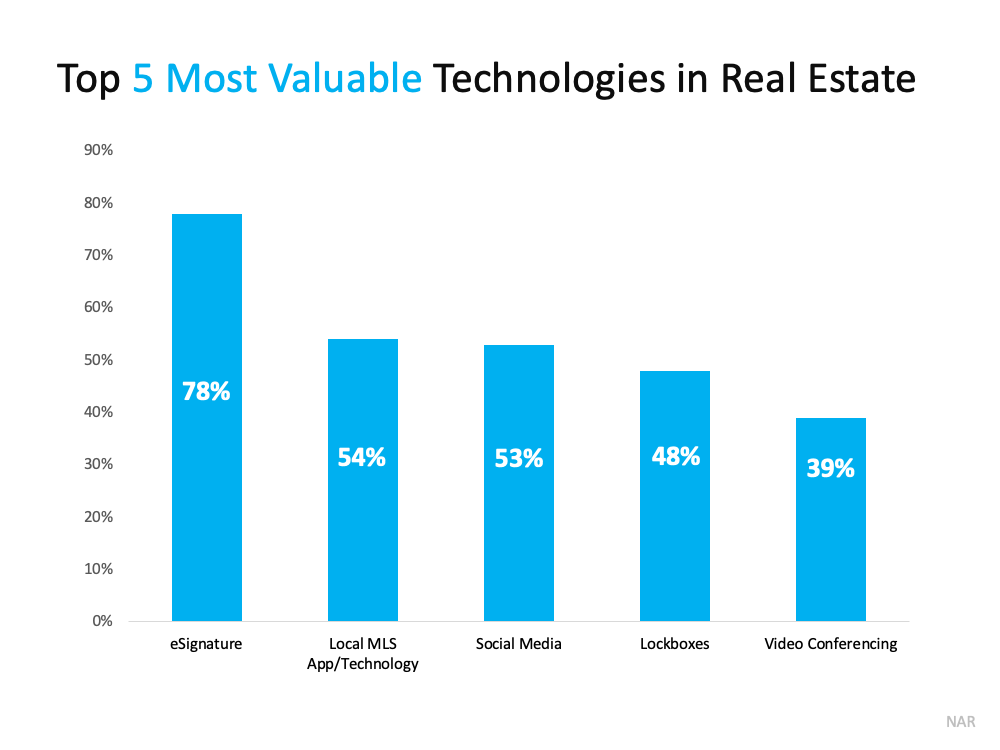 Top 5 Most Valuable Technologies in Real Estate
90%
80%
70%
60%
50%
40%
30%
20%
10%
0%
78%
54%
53%
48%
39%
eSignature
Local MLS
App/Technology
Social Media
Lockboxes
Video Conferencing
NAR